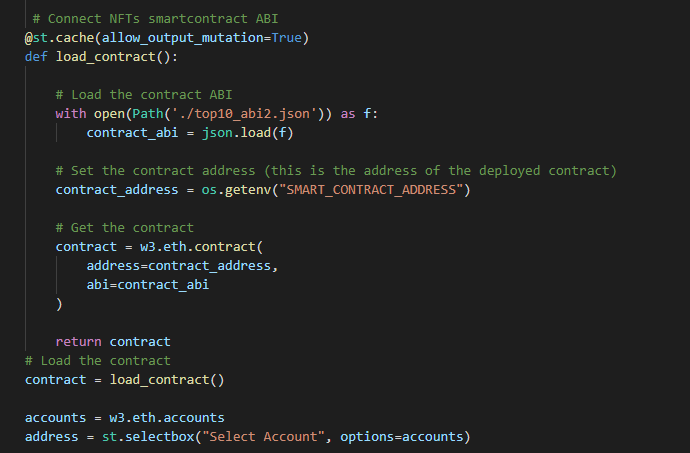 # Connect NFTs smartcontract ABI
@st.cache(allow_output_mutation=True)
def load_contract():
# Load the contract ABI
with open(Path('./top10_abi2.json')) as f:
contract_abi = json.load(f)
# Set the contract address (this is the address of the deployed contract)
contract_address = os.getenv("SMART_CONTRACT_ADDRESS")
# Get the contract
contract = w3.eth.contract(
address=contract_address,
abi=contract_abi
)
return contract
# Load the contract
contract = load_contract()
accounts = w3.eth.accounts
address = st.selectbox("Select Account", options=accounts)